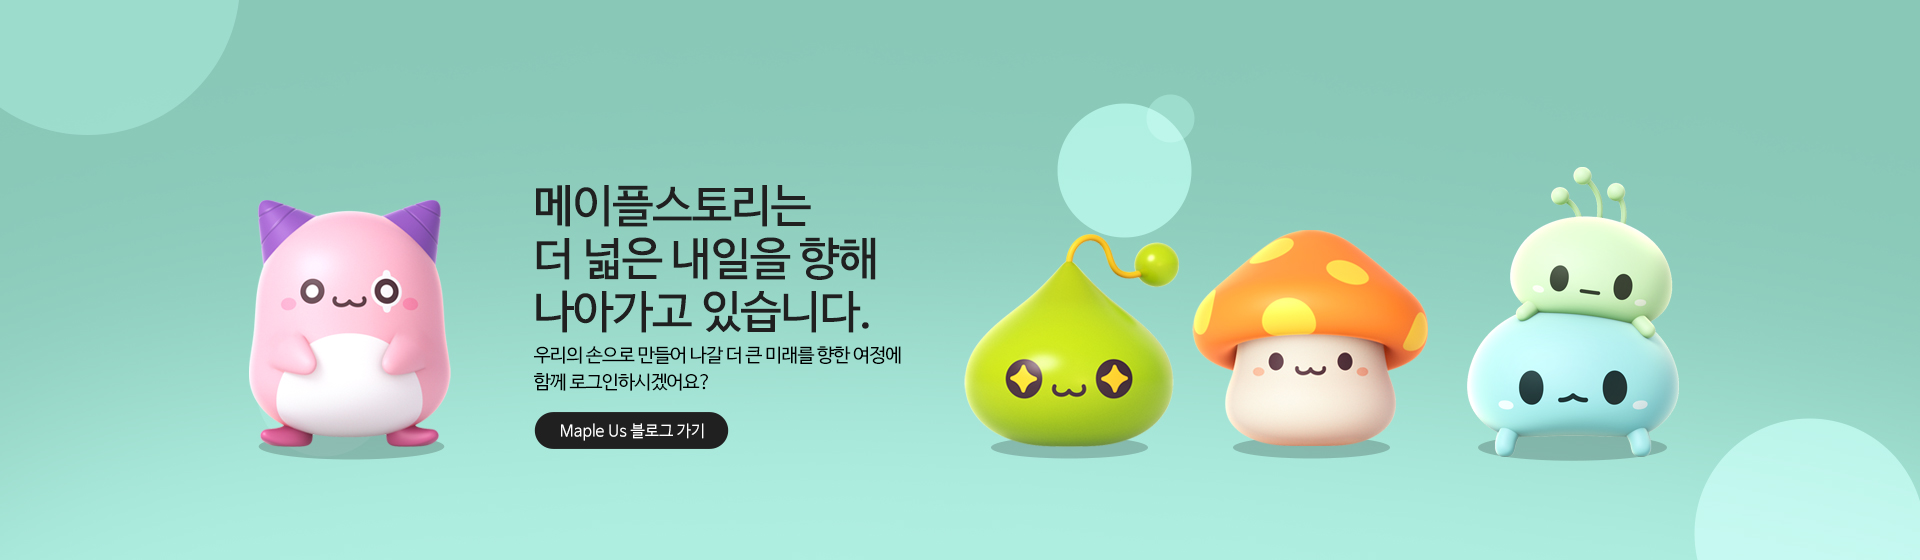 메이플스토리는
더 넓은 내일을 향해
나아가고 있습니다.
우리의 손으로 만들어 나갈 더 큰 미래를 향한 여정에
함께 로그인하시겠어요?
Maple Us 블로그 가기